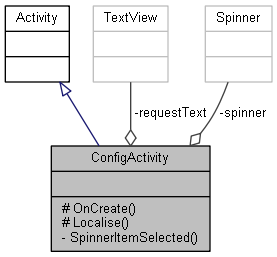 Activity
TextView
Spinner
-requestText
-spinner
ConfigActivity
# OnCreate()
# Localise()
- SpinnerItemSelected()